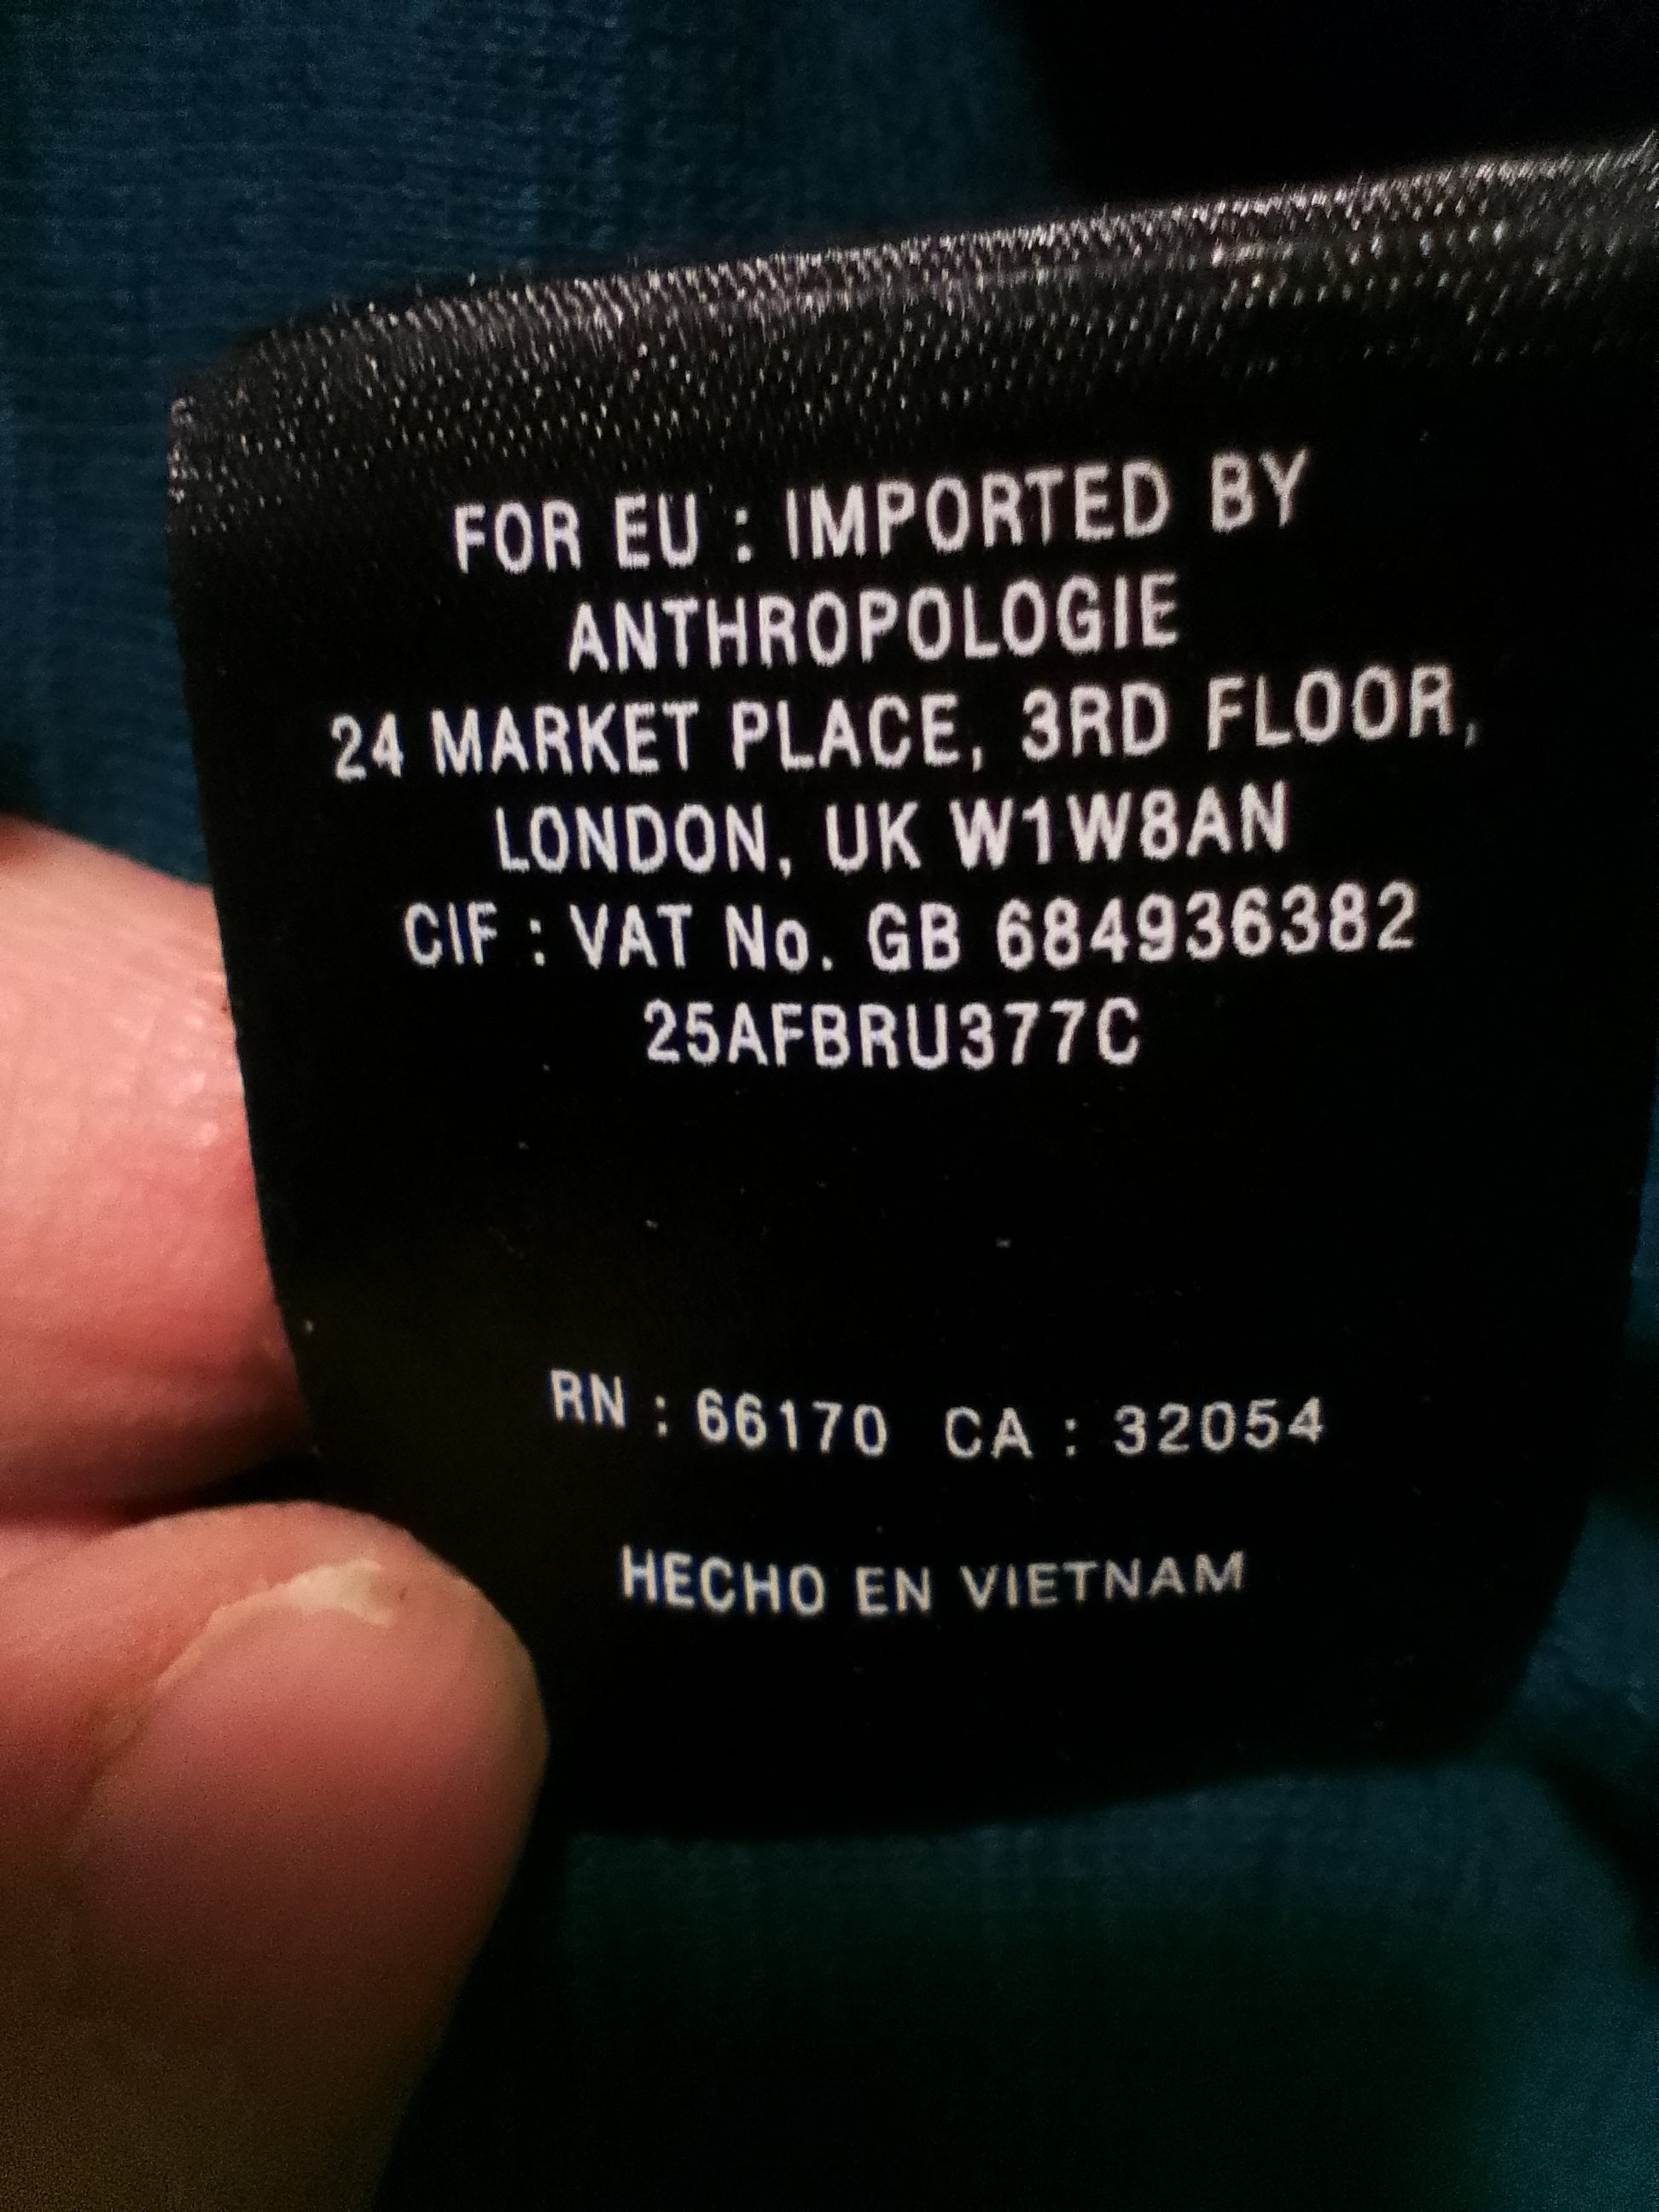 FOR EU : IMPORTED BY
ANTHROPOLOGIE
24 MARKET PLACE, 3RD FLOOR,
LONDON, UK W1W8AN
CIF : VAT No. GB 684936382
25AFBRU377C
RN : 66170 CA : 32054
HECHO EN VIETNAM